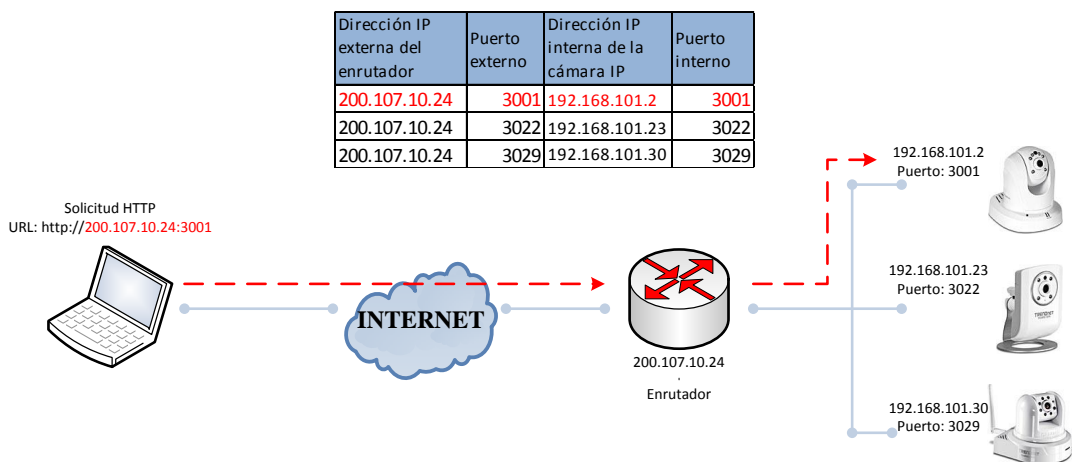 Dirección IP externa del enrutador
Puerto externo
Dirección IP interna de la cámara IP
Puerto interno
200.107.10.24 3001 192.168.101.2 3001
200.107.10.24 3022 192.168.101.23 3022
200.107.10.24 3029 192.168.101.30 3029
192.168.101.2
Puerto: 3001
Solicitud HTTP
URL: http://200.107.10.24:3001
192.168.101.23
Puerto: 3022
TRENDNET
INTERNET
200.107.10.24
.
Enrutador
192.168.101.30
Puerto: 3029